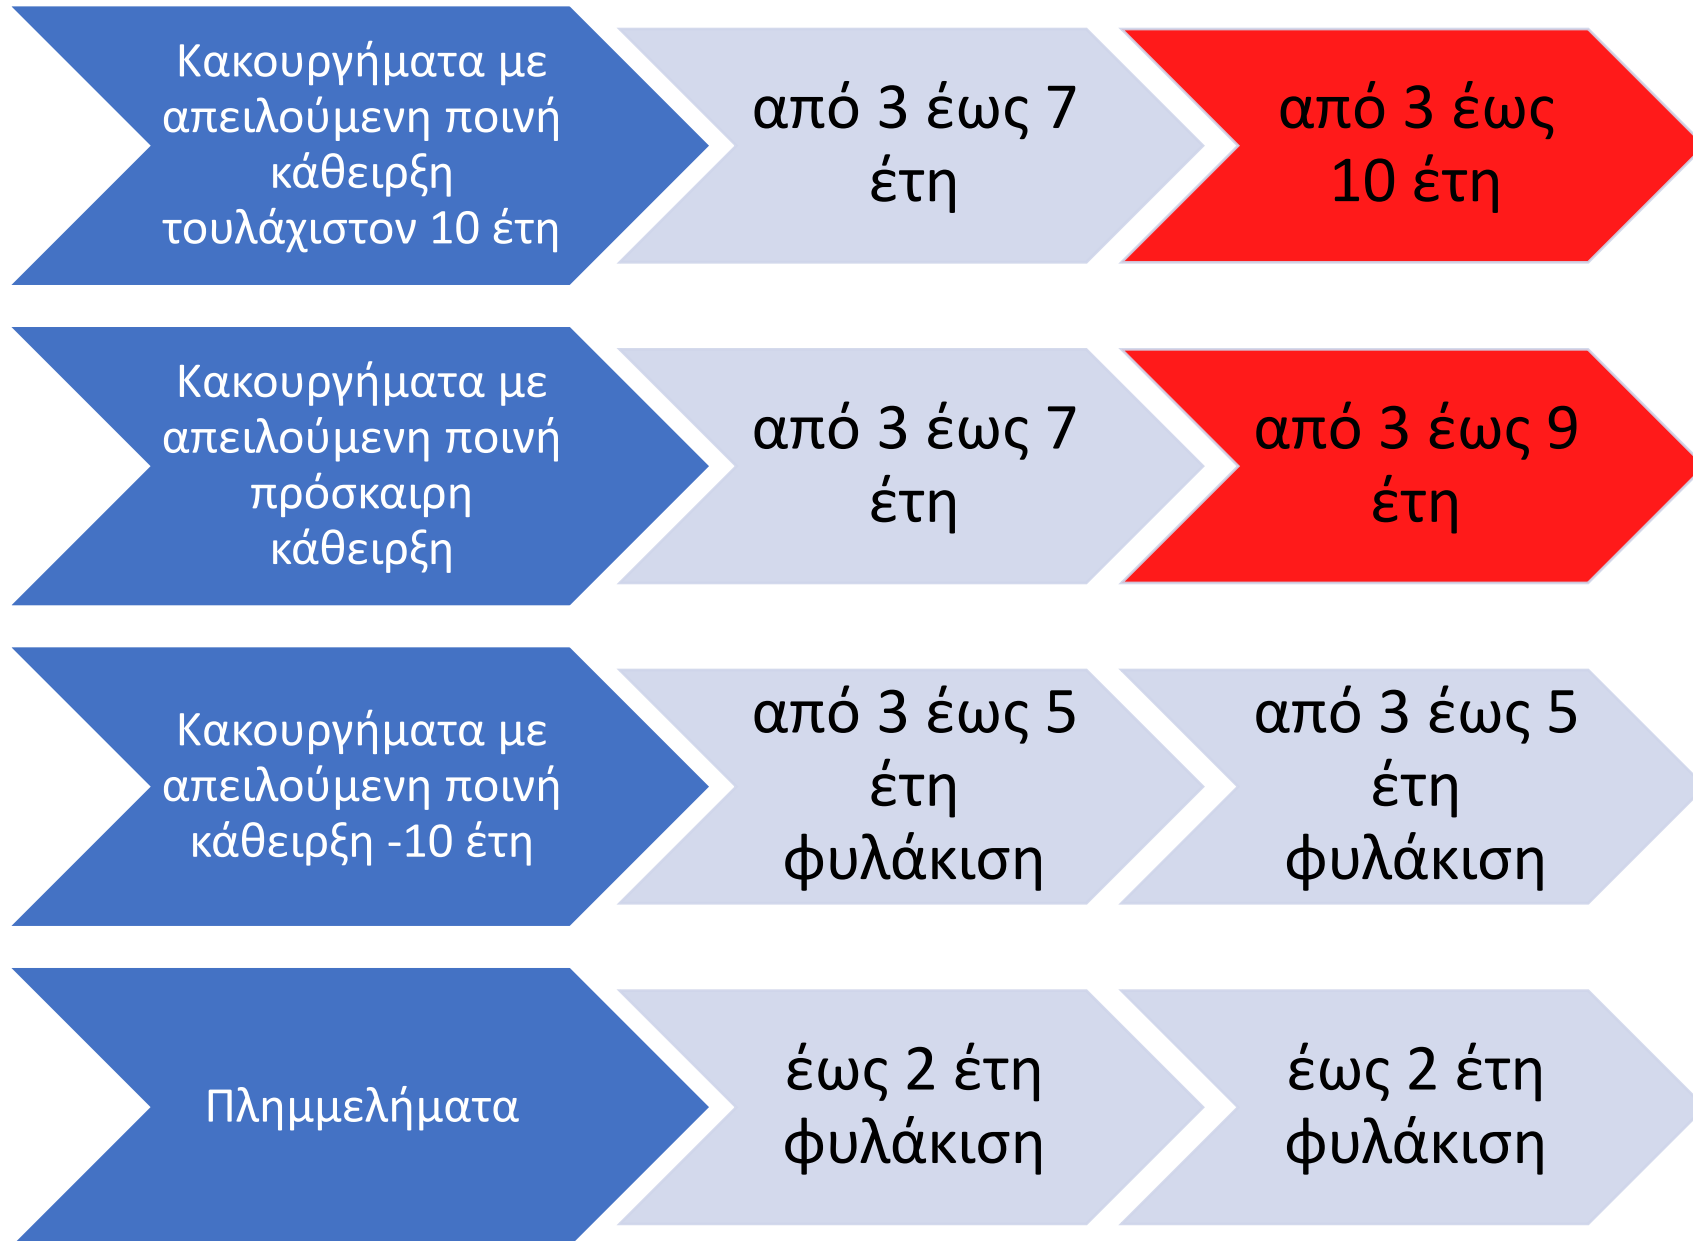 Κακουργήματα με
απειλούμενη ποινή
κάθειρξη
τουλάχιστον 10 έτη
από 3 έως 7
έτη
από 3 έως
10 έτη
Κακουργήματα με
απειλούμενη ποινή
πρόσκαιρη
κάθειρξη
από 3 έως 7
έτη
από 3 έως 9
έτη
Κακουργήματα με
απειλούμενη ποινή
κάθειρξη -10 έτη
από 3 έως 5
έτη
φυλάκιση
από 3 έως 5
έτη
φυλάκιση
Πλημμελήματα
έως 2 έτη
φυλάκιση
έως 2 έτη
φυλάκιση